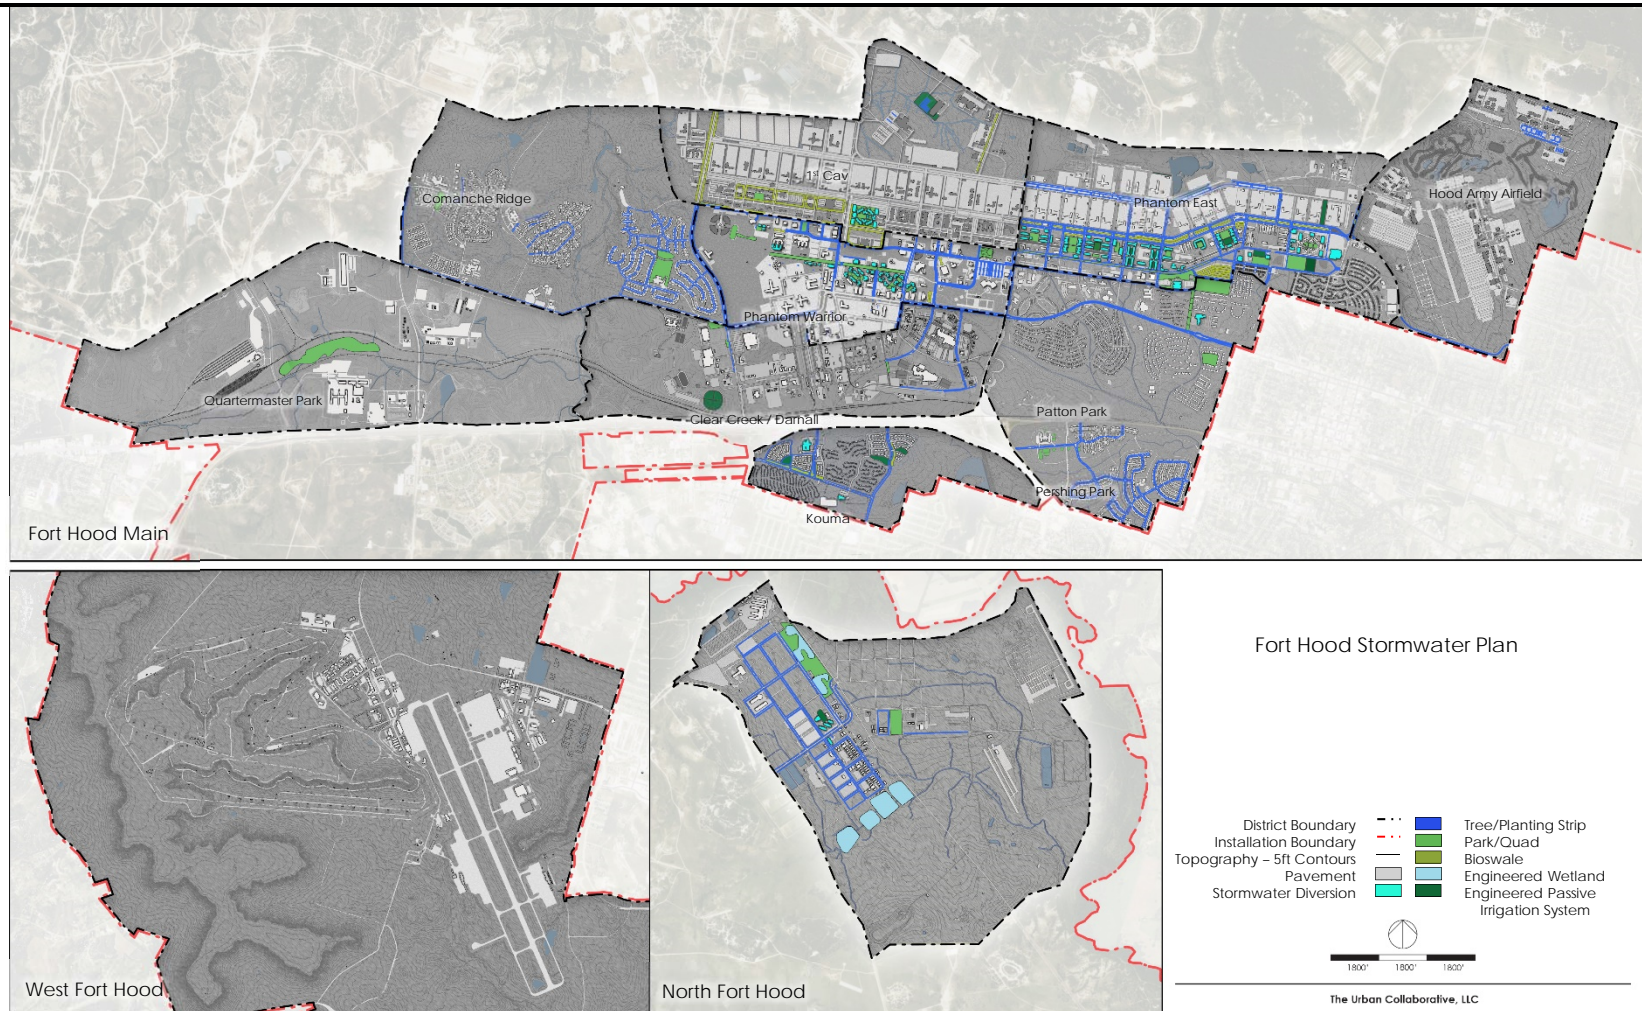 1st Cav
Comanche Ridge
Phantom East
Hood Army Airfield
Phantom Warrior
Quartermaster Park
Clear Creek / Darnall
Patton Park
Pershing Park
Kouma
Fort Hood Main
West Fort Hood
North Fort Hood
Fort Hood Stormwater Plan
District Boundary
Tree/Planting Strip
Installation Boundary
Park/Quad
Topography – 5ft Contours
Bioswale
Pavement
Engineered Wetland
Stormwater Diversion
Engineered Passive
Irrigation System
1800' 1800' 1800'
The Urban Collaborative, LLC